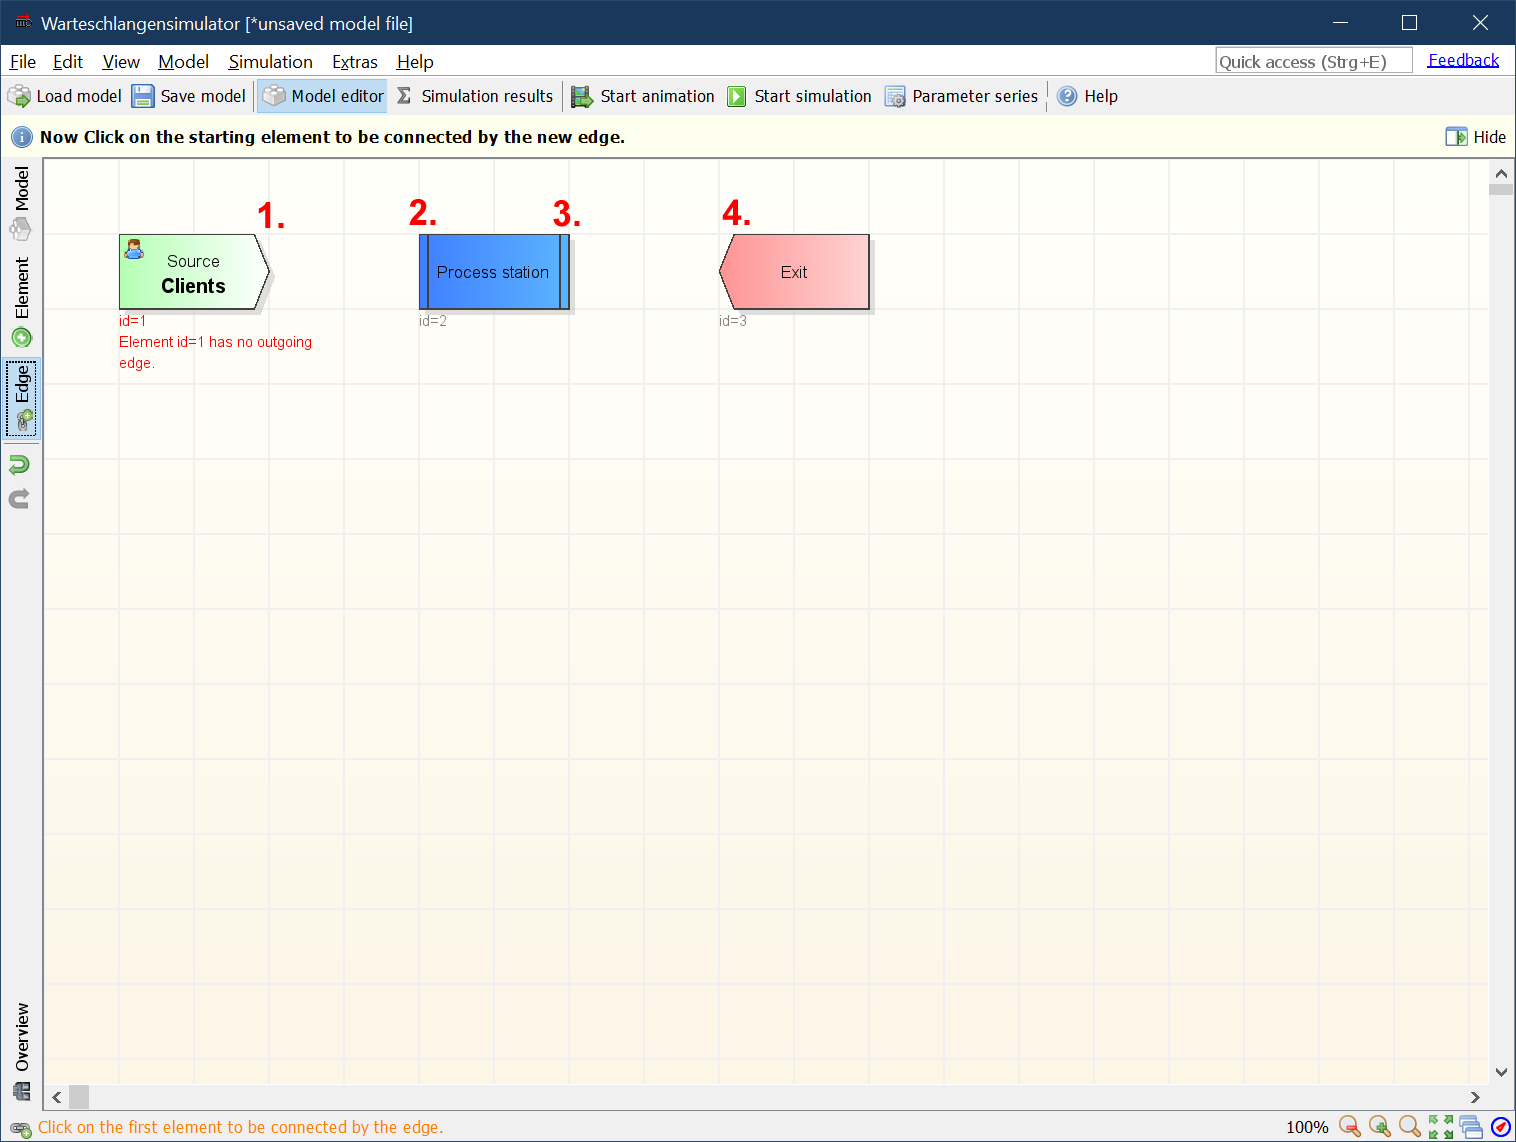 Warteschlangensimulator [*unsaved model file]
File Edit View Model Simulation Extras Help Quick access (Strg+E) Feedback
Load model Save model Model editor Σ Simulation results Start animation Start simulation Parameter series ? Help
i Now Click on the starting element to be connected by the new edge. Hide
Model
Element
Edge
Overview
1. 2. 3. 4.
Source
Clients
Process station
Exit
id=1
id=2
id=3
Element id=1 has no outgoing
edge.
Click on the first element to be connected by the edge. 100%